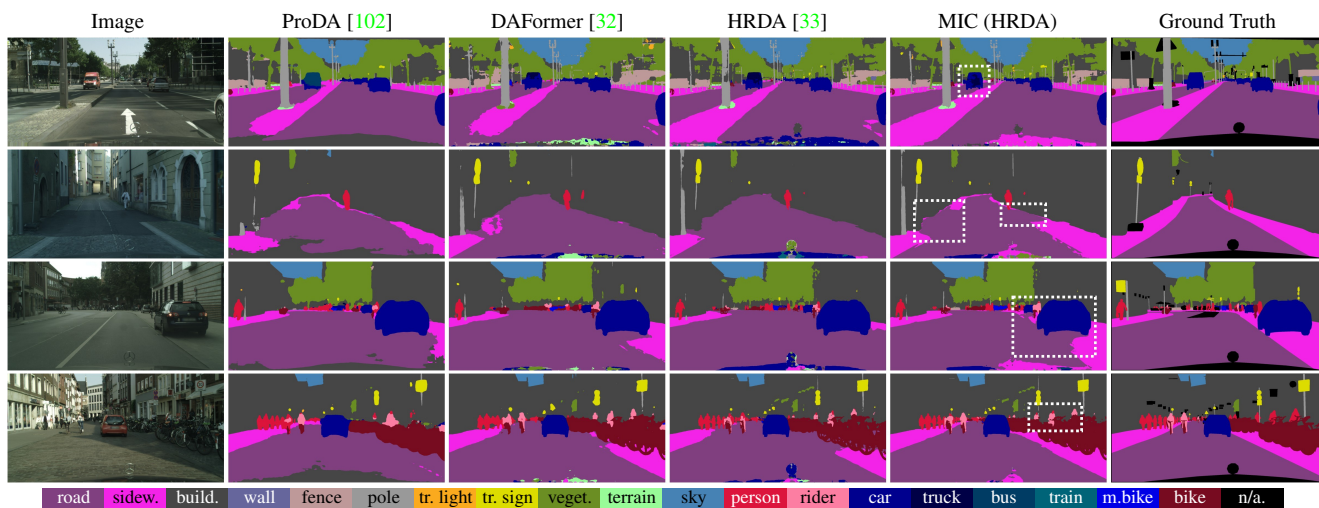 Image ProDA [102] DAFormer [32] HRDA [33] MIC (HRDA) Ground Truth
road sidew. build. wall fence pole tr. light tr. sign veget. terrain sky person rider car truck bus train m.bike bike n/a.